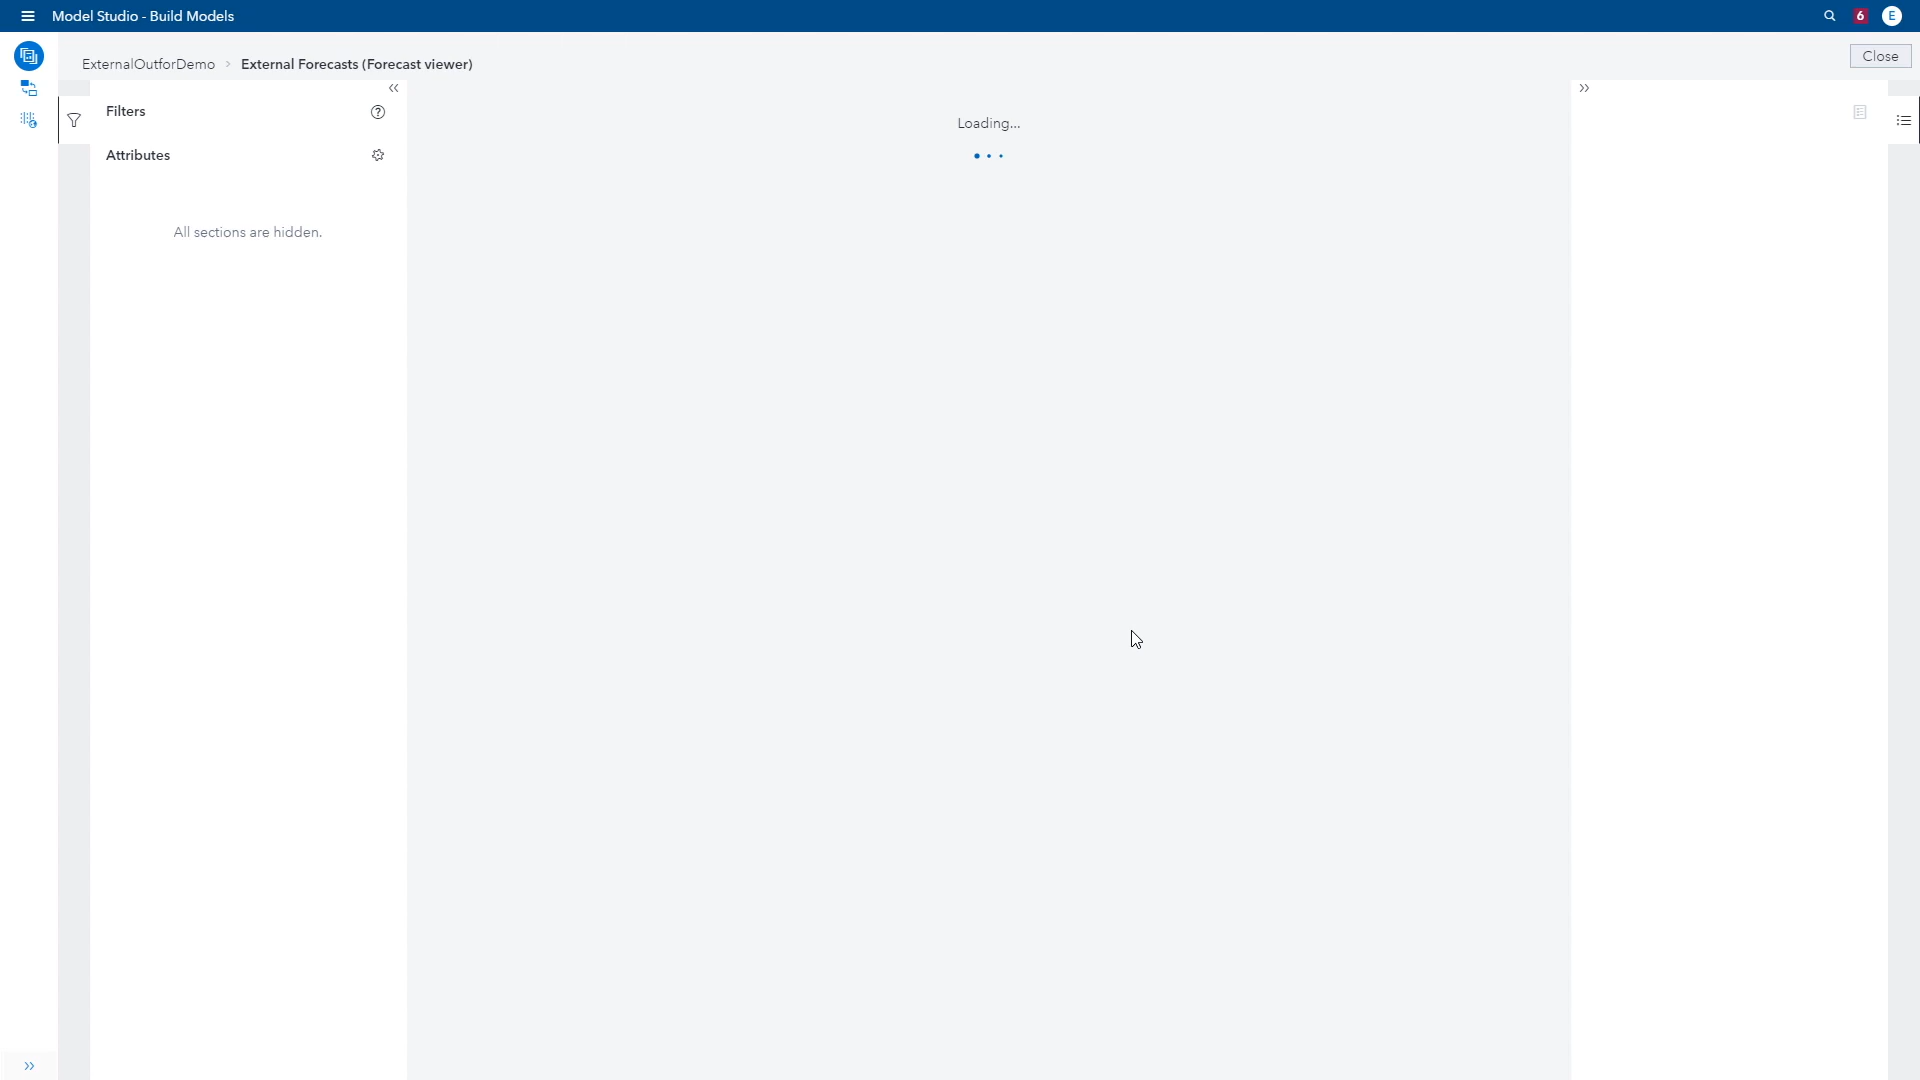 Model Studio - Build Models
6
E
ExternalOutforDemo
External Forecasts (Forecast viewer)
Close
Filters
Attributes
All sections are hidden.
Loading...